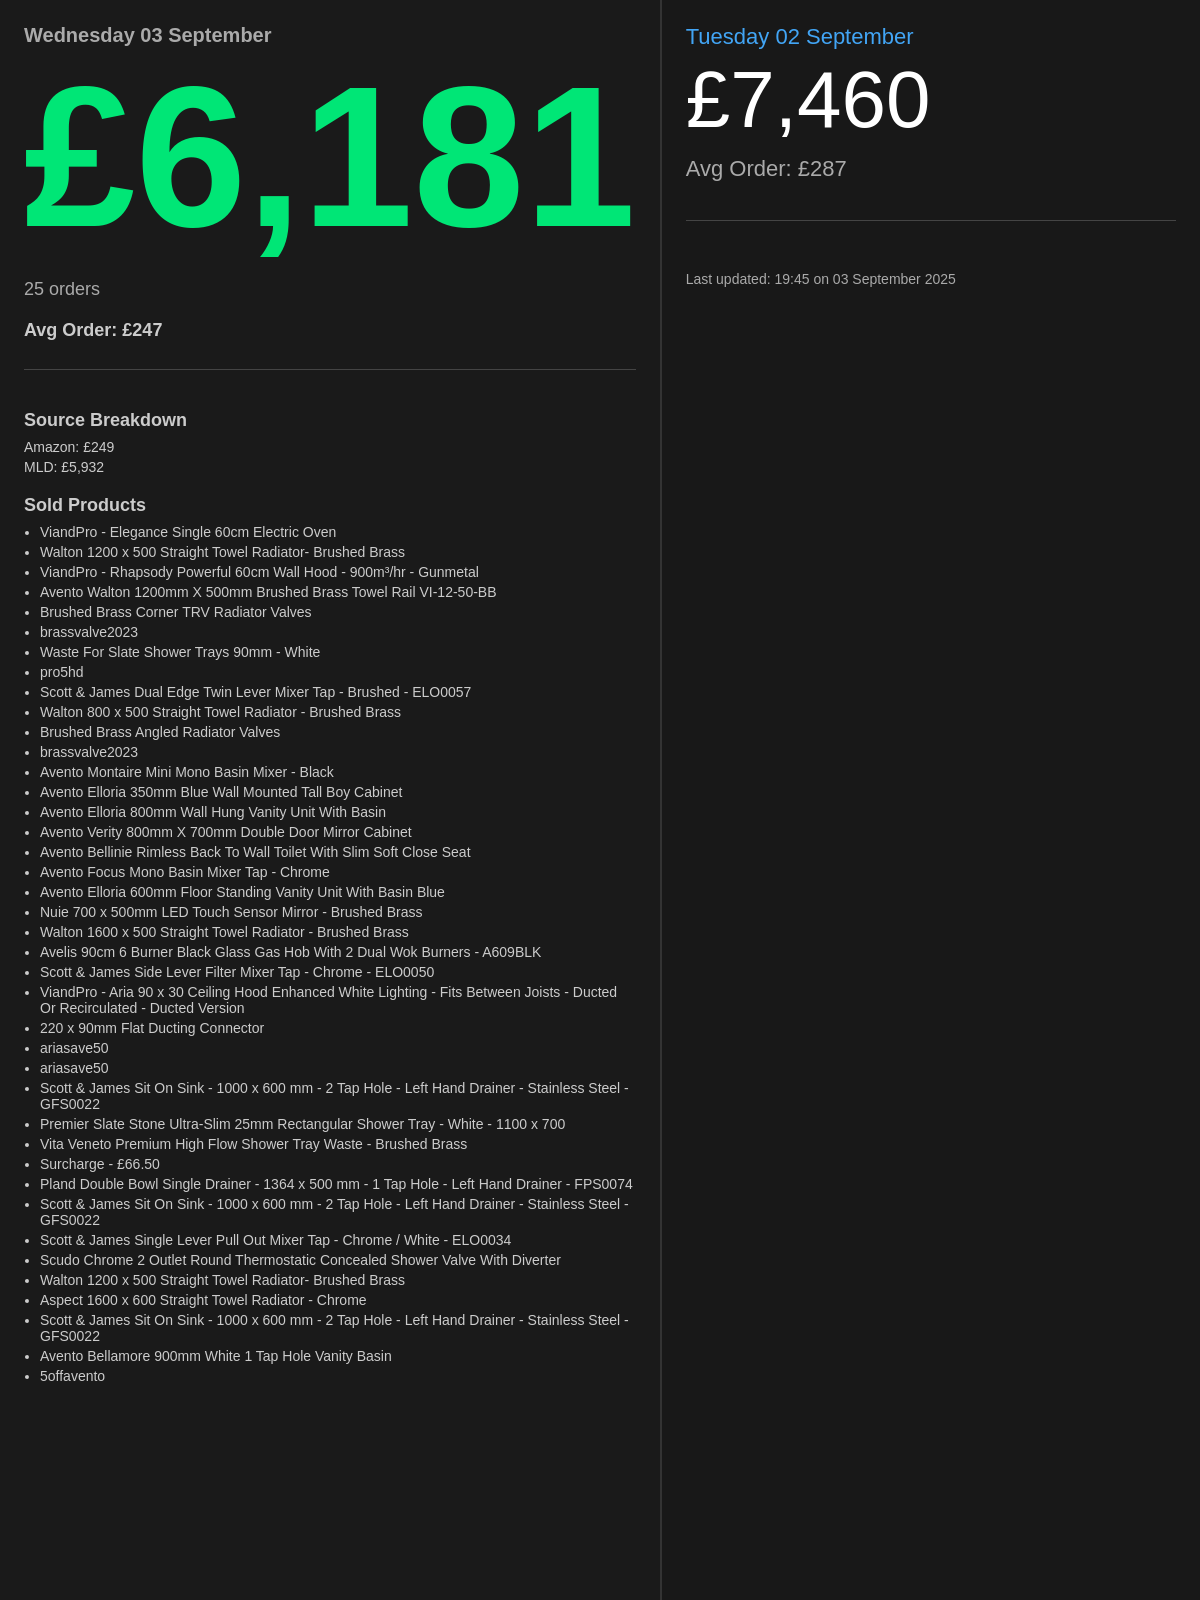 Wednesday 03 September
£6,181
25 orders
Avg Order: £247
Source Breakdown
Amazon: £249
MLD: £5,932
Sold Products
• ViandPro - Elegance Single 60cm Electric Oven
• Walton 1200 x 500 Straight Towel Radiator- Brushed Brass
• ViandPro - Rhapsody Powerful 60cm Wall Hood - 900m³/hr - Gunmetal
• Avento Walton 1200mm X 500mm Brushed Brass Towel Rail VI-12-50-BB
• Brushed Brass Corner TRV Radiator Valves
• brassvalve2023
• Waste For Slate Shower Trays 90mm - White
• pro5hd
• Scott & James Dual Edge Twin Lever Mixer Tap - Brushed - ELO0057
• Walton 800 x 500 Straight Towel Radiator - Brushed Brass
• Brushed Brass Angled Radiator Valves
• brassvalve2023
• Avento Montaire Mini Mono Basin Mixer - Black
• Avento Elloria 350mm Blue Wall Mounted Tall Boy Cabinet
• Avento Elloria 800mm Wall Hung Vanity Unit With Basin
• Avento Verity 800mm X 700mm Double Door Mirror Cabinet
• Avento Bellinie Rimless Back To Wall Toilet With Slim Soft Close Seat
• Avento Focus Mono Basin Mixer Tap - Chrome
• Avento Elloria 600mm Floor Standing Vanity Unit With Basin Blue
• Nuie 700 x 500mm LED Touch Sensor Mirror - Brushed Brass
• Walton 1600 x 500 Straight Towel Radiator - Brushed Brass
• Avelis 90cm 6 Burner Black Glass Gas Hob With 2 Dual Wok Burners - A609BLK
• Scott & James Side Lever Filter Mixer Tap - Chrome - ELO0050
• ViandPro - Aria 90 x 30 Ceiling Hood Enhanced White Lighting - Fits Between Joists - Ducted
Or Recirculated - Ducted Version
• 220 x 90mm Flat Ducting Connector
• ariasave50
• ariasave50
• Scott & James Sit On Sink - 1000 x 600 mm - 2 Tap Hole - Left Hand Drainer - Stainless Steel -
GFS0022
• Premier Slate Stone Ultra-Slim 25mm Rectangular Shower Tray - White - 1100 x 700
• Vita Veneto Premium High Flow Shower Tray Waste - Brushed Brass
• Surcharge - £66.50
• Pland Double Bowl Single Drainer - 1364 x 500 mm - 1 Tap Hole - Left Hand Drainer - FPS0074
• Scott & James Sit On Sink - 1000 x 600 mm - 2 Tap Hole - Left Hand Drainer - Stainless Steel -
GFS0022
• Scott & James Single Lever Pull Out Mixer Tap - Chrome / White - ELO0034
• Scudo Chrome 2 Outlet Round Thermostatic Concealed Shower Valve With Diverter
• Walton 1200 x 500 Straight Towel Radiator- Brushed Brass
• Aspect 1600 x 600 Straight Towel Radiator - Chrome
• Scott & James Sit On Sink - 1000 x 600 mm - 2 Tap Hole - Left Hand Drainer - Stainless Steel -
GFS0022
• Avento Bellamore 900mm White 1 Tap Hole Vanity Basin
• 5offavento
Tuesday 02 September
£7,460
Avg Order: £287
Last updated: 19:45 on 03 September 2025